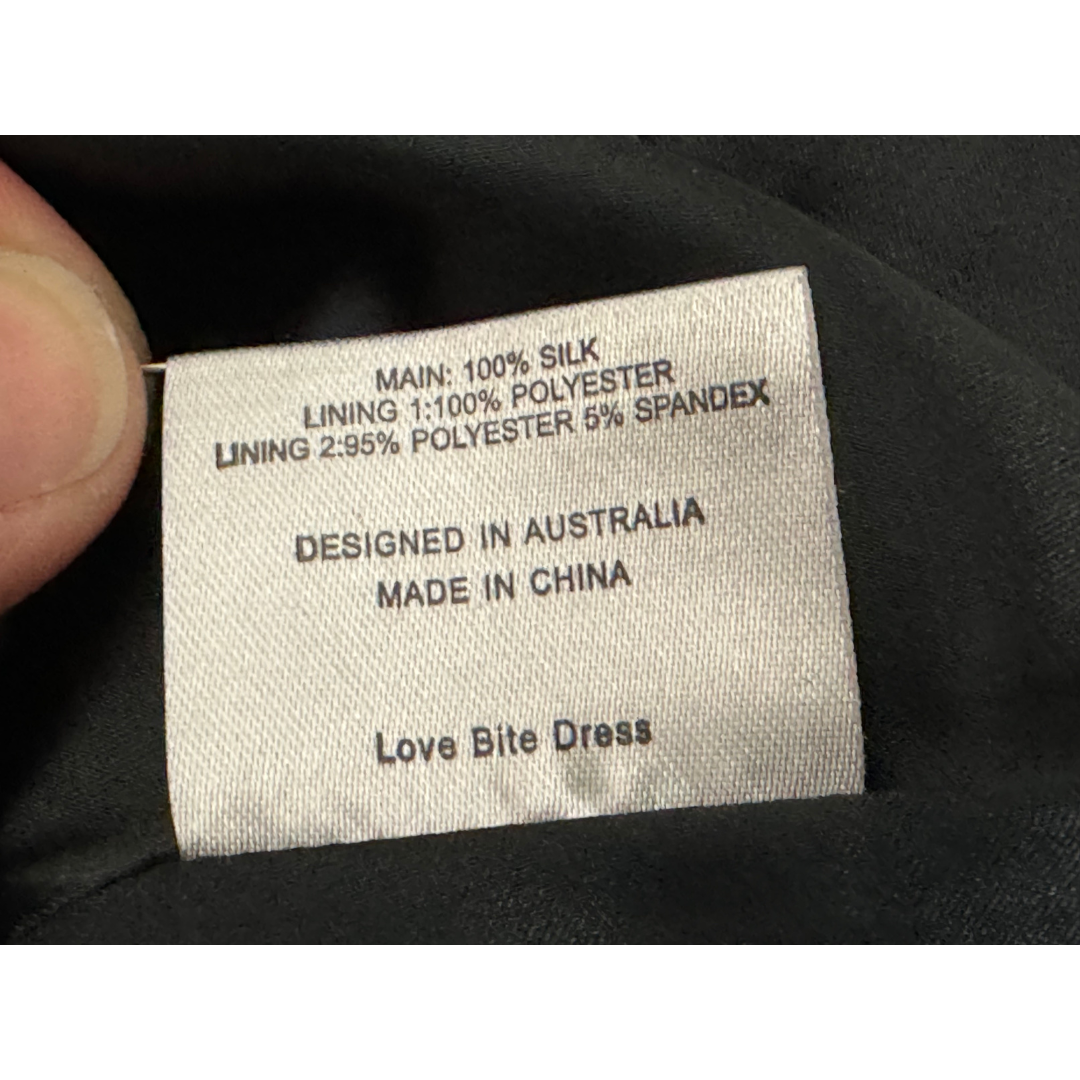 MAIN: 100% SILK
LINING 1:100% POLYESTER
LINING 2:95% POLYESTER 5% SPANDEX
DESIGNED IN AUSTRALIA
MADE IN CHINA
Love Bite Dress